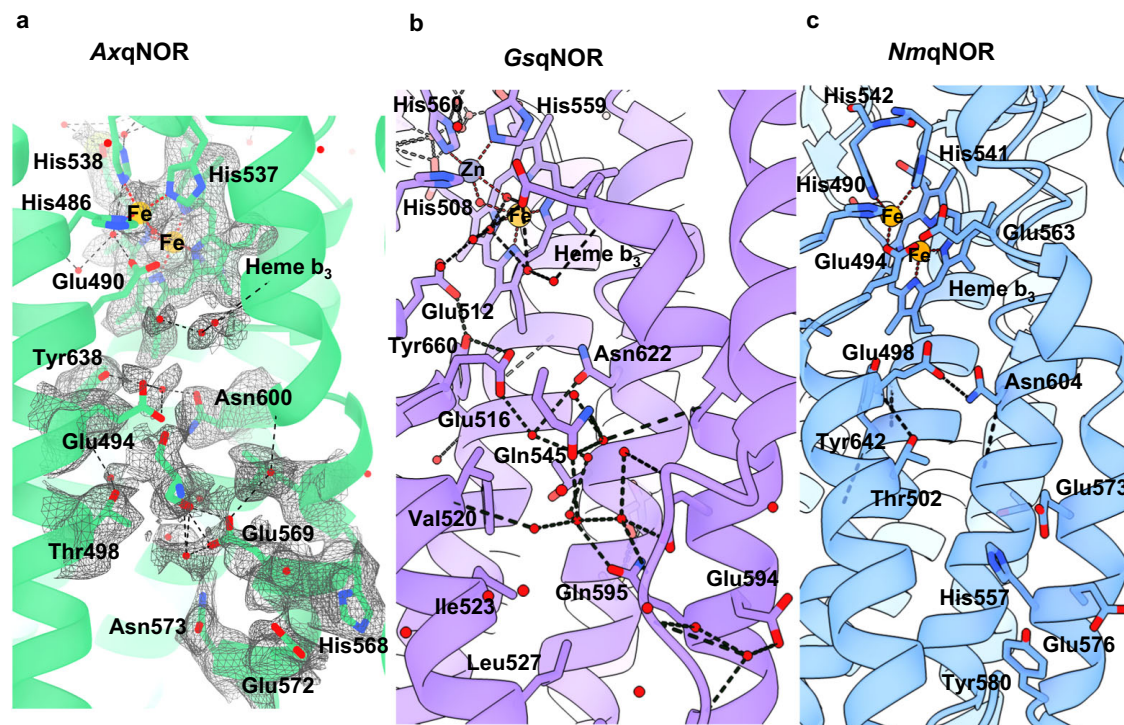 a
AxqNOR
His538
His537
His486
Fe
Fe
Glu490
Heme b3
Tyr638
Asn600
Glu494
Thr498
Glu569
Asn573
His568
Glu572
b
GsqNOR
His560
His559
Zn
His508
Fe
Heme b3
Glu512
Tyr660
Asn622
Glu516
Gln545
Val520
Glu594
Ile523
Gln595
Leu527
c
NmqNOR
His542
His541
His490
Fe
Glu563
Glu494
Fe
Heme b3
Glu498
Asn604
Tyr642
Thr502
Glu573
His557
Glu576
Tyr580